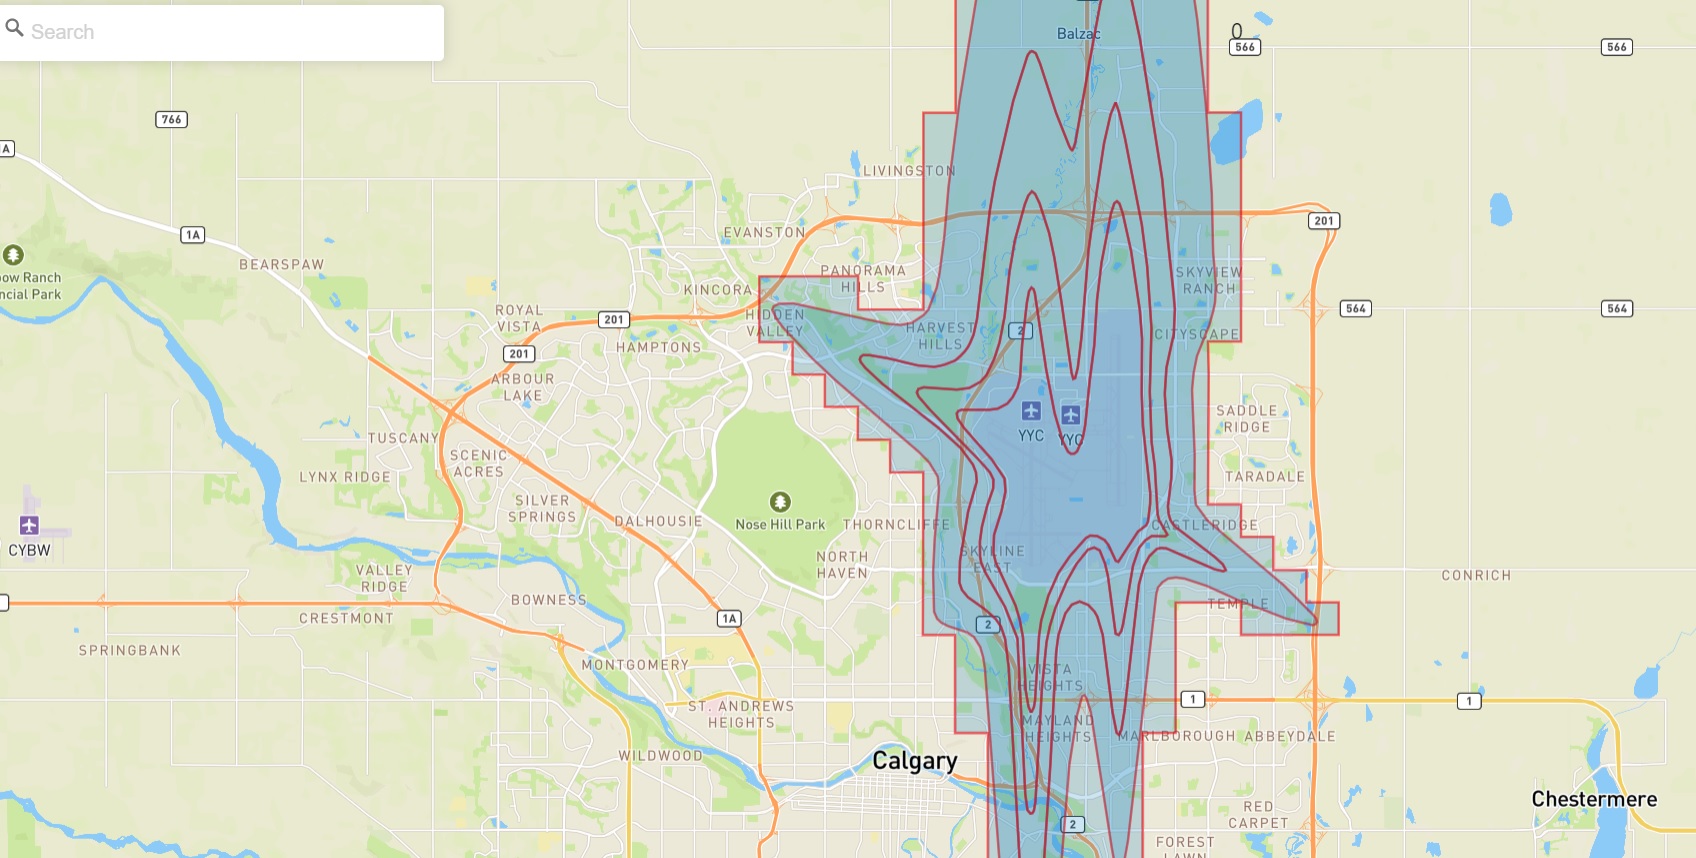 Search
0
Balzac
566
566
766
1A
LIVINGSTON
201
1A
EVANSTON
BEARSPAW
PANORAMA
HILLS
SKYVIEW
RANCH
ow Ranch
ncial Park
KINCORA
ROYAL
VISTA
201
HIDDEN
VALLEY
564
564
HARVEST
HILLS
2
CITYSCAPE
HAMPTONS
201
ARBOUR
LAKE
SADDLE
RIDGE
YYC
YYC
TUSCANY
SCENIC
ACRES
LYNX RIDGE
TARADALE
SILVER
SPRINGS
DALHOUSIE
Nose Hill Park
THORNCLIFFE
CASTLERIDGE
CYBW
SKYLINE
EAST
NORTH
HAVEN
VALLEY
RIDGE
CONRICH
BOWNESS
TEMPLE
CRESTMONT
1A
2
SPRINGBANK
MONTGOMERY
VISTA
HEIGHTS
1
1
ST. ANDREWS
HEIGHTS
MAYLAND
HEIGHTS
MARLBOROUGH
ABBEYDALE
WILDWOOD
Calgary
Chestermere
RED
CARPET
2
FOREST
LAWN